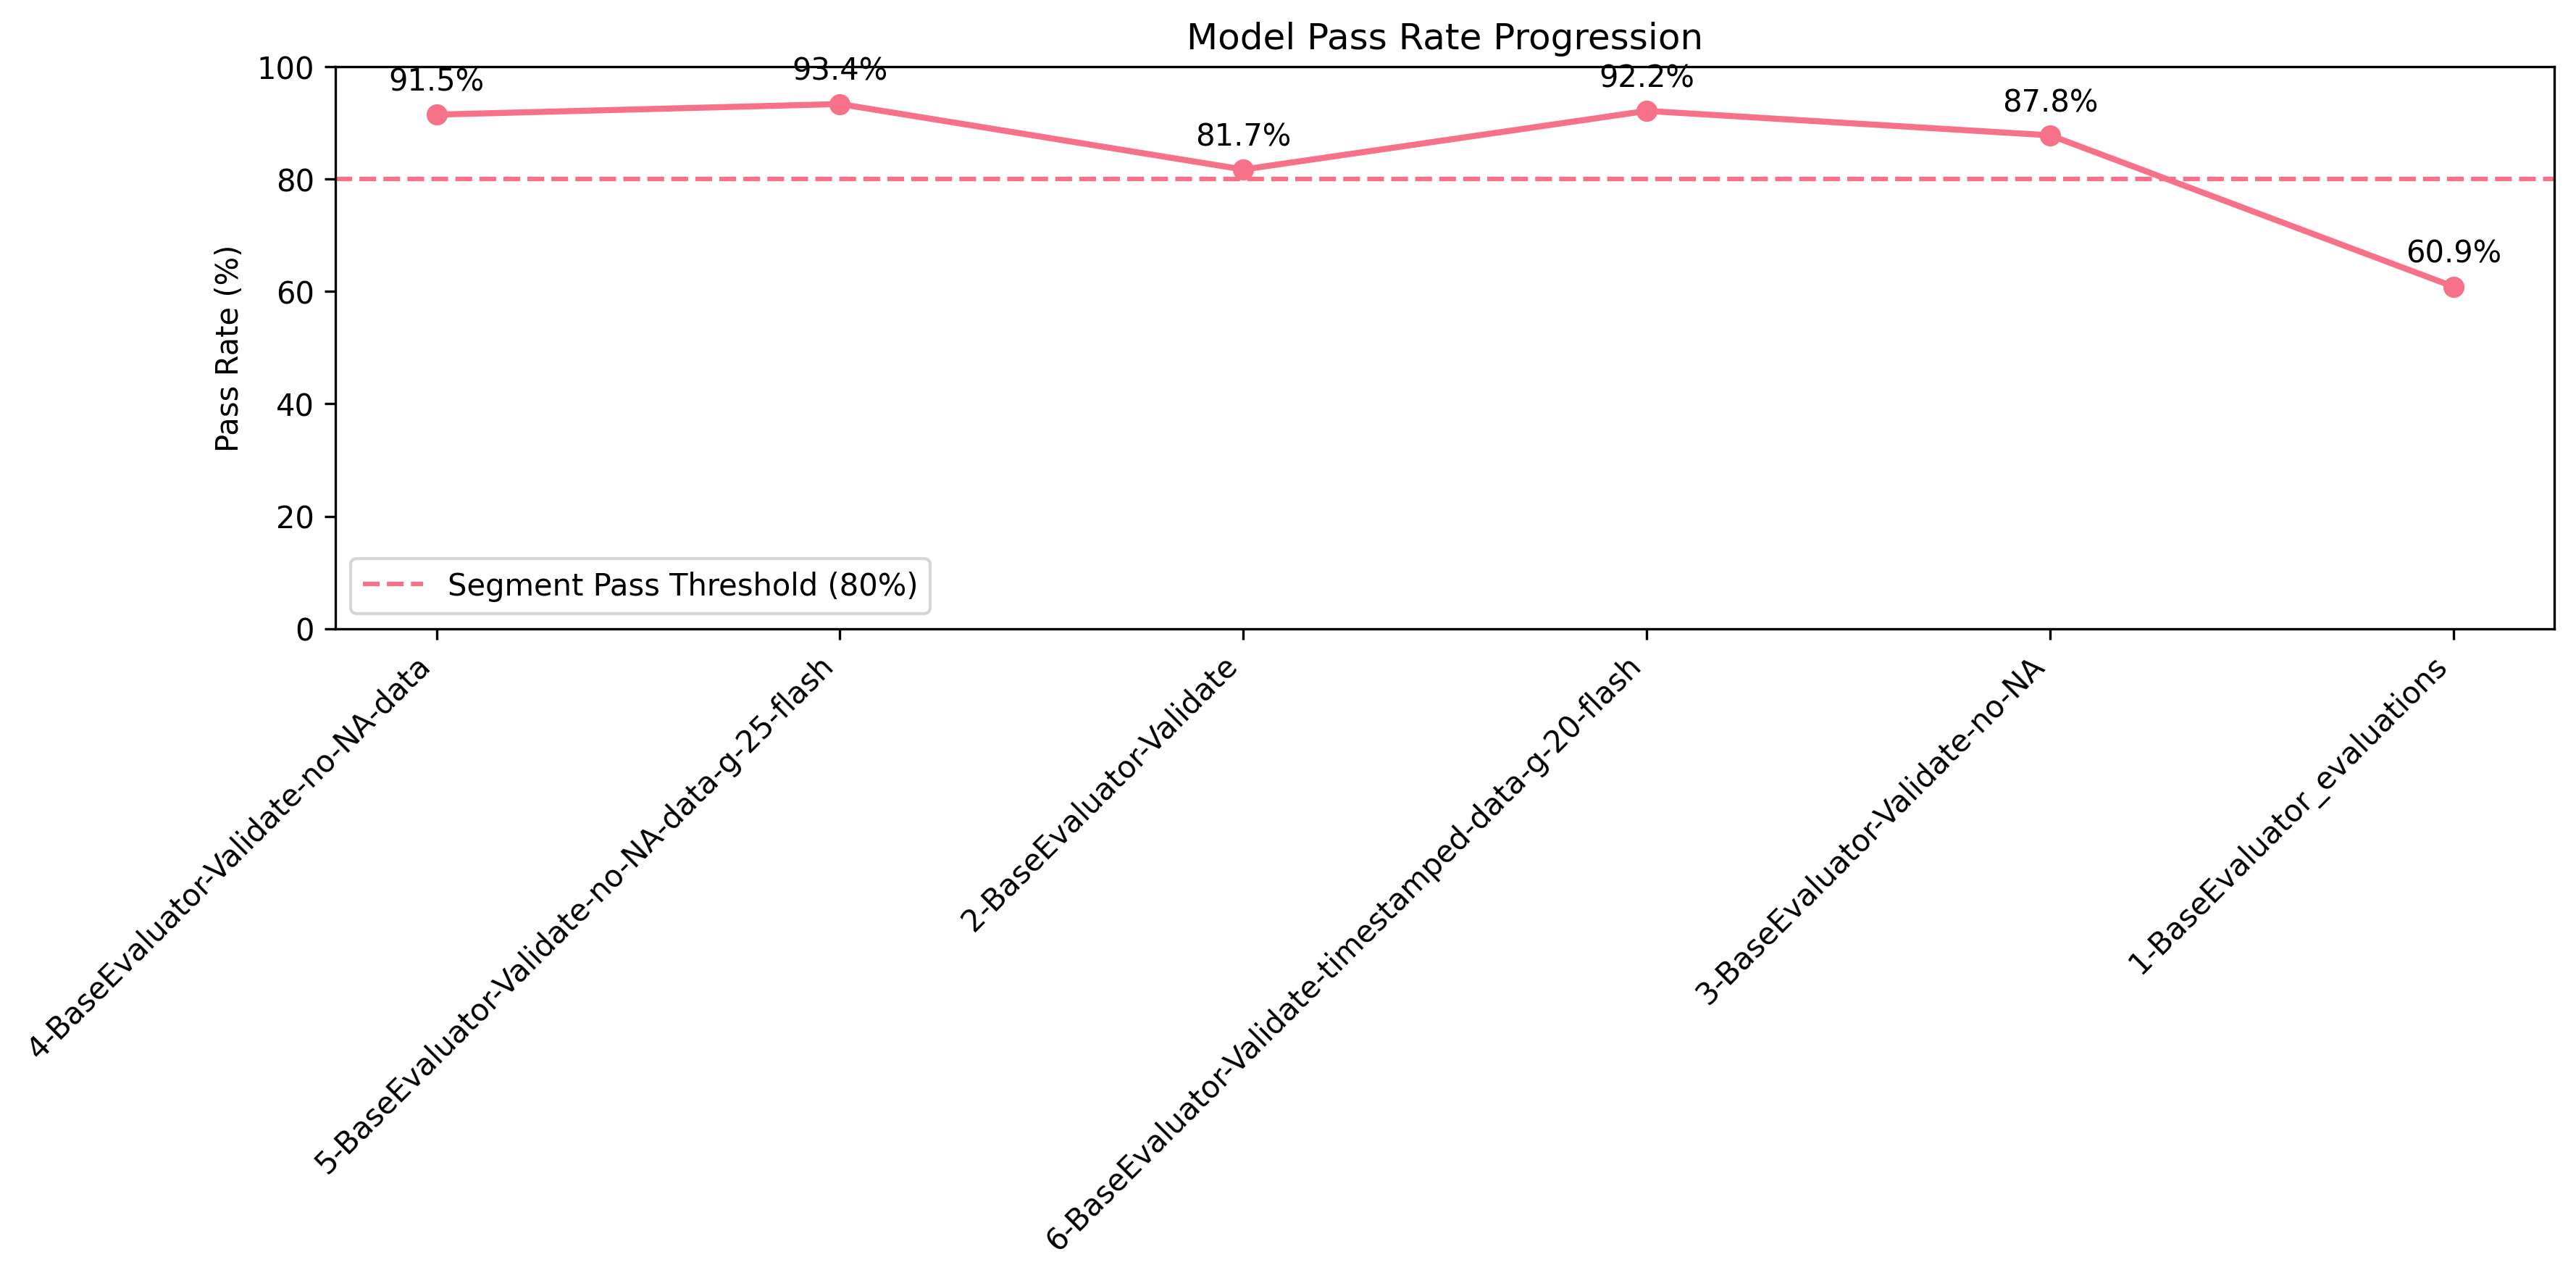 Model Pass Rate Progression
100
80
60
40
20
0
Pass Rate (%)
91.5%
93.4%
81.7%
92.2%
87.8%
60.9%
Segment Pass Threshold (80%)
4-BaseEvaluator-Validate-no-NA-data
5-BaseEvaluator-Validate-no-NA-data-g-25-flash
2-BaseEvaluator-Validate
6-BaseEvaluator-Validate-timestamped-data-g-20-flash
3-BaseEvaluator-Validate-no-NA
1-BaseEvaluator_evaluations